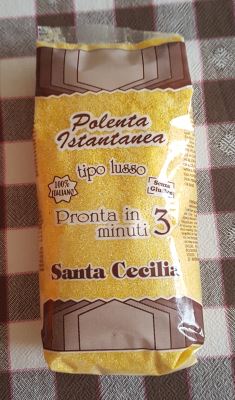 Polenta
Istantanea
tipo lusso
100%
ITALIANO
Senza
Glutine
Pronta in 3
minuti
Santa Cecilia